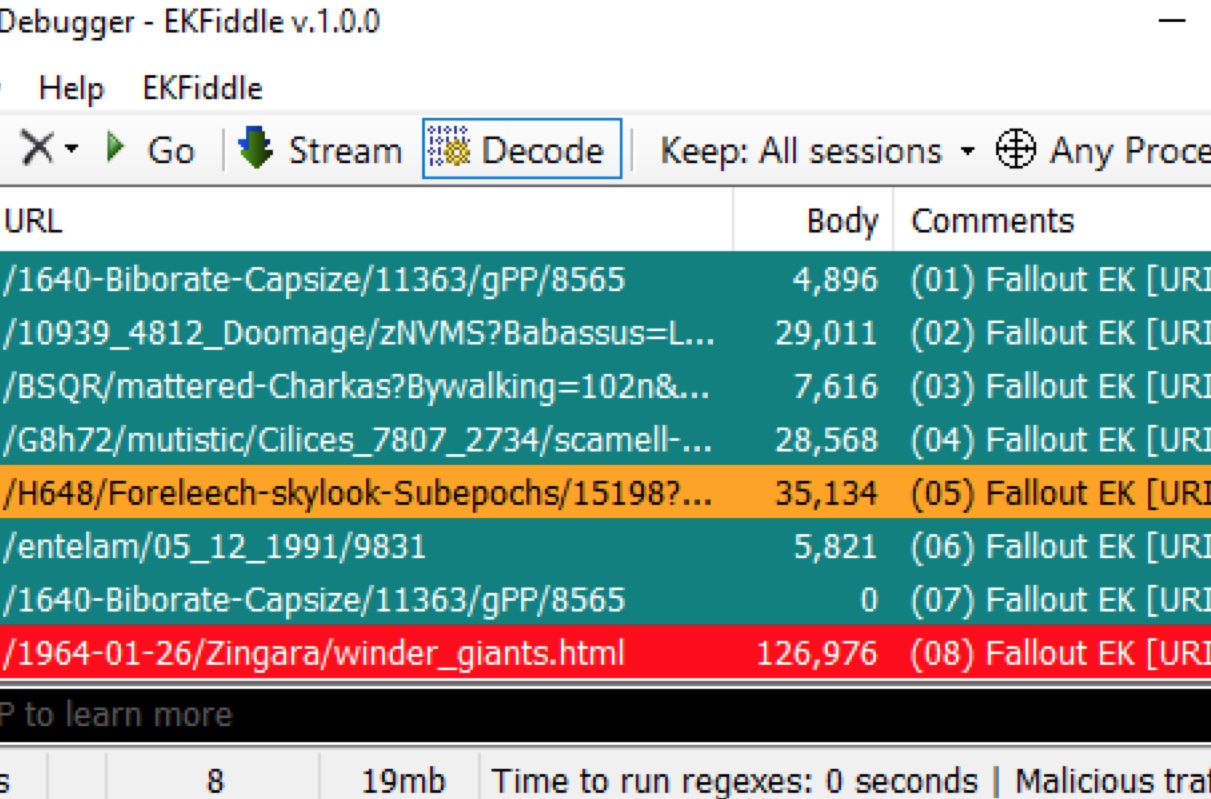 Debugger - EKFiddle v.1.0.0
Help EKFiddle
Go Stream Decode Keep: All sessions Any Proce
URL Body Comments
/1640-Biborate-Capsize/11363/gPP/8565 4,896 (01) Fallout EK [URI
/10939_4812_Doomage/zNVMS?Babassus=L... 29,011 (02) Fallout EK [URI
/BSQR/mattered-Charkas?Bywalking=102n&... 7,616 (03) Fallout EK [URI
/G8h72/mutistic/Cilices_7807_2734/scamell-... 28,568 (04) Fallout EK [URI
/H648/Foreleech-skylook-Subepochs/15198?... 35,134 (05) Fallout EK [URI
/entelam/05_12_1991/9831 5,821 (06) Fallout EK [URI
/1640-Biborate-Capsize/11363/gPP/8565 0 (07) Fallout EK [URI
/1964-01-26/Zingara/winder_giants.html 126,976 (08) Fallout EK [URI
P to learn more
s 8 19mb Time to run regexes: 0 seconds | Malicious traf